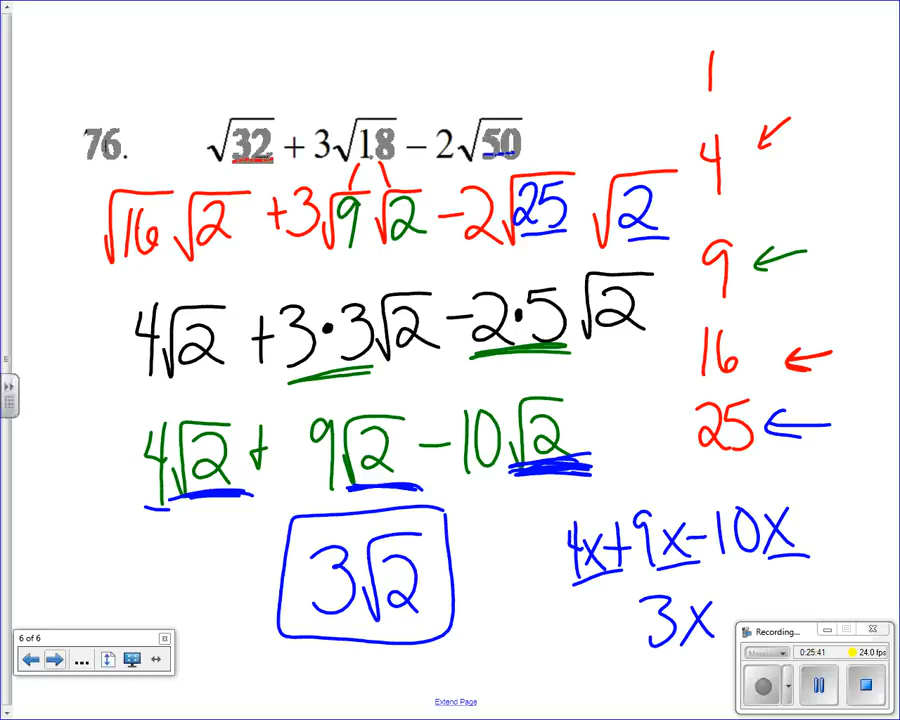 1
76. √32 + 3√18 − 2√50
4
√16 √2 + 3√9 √2 − 2√25 √2
9
4√2 + 3·3√2 − 2·5 √2
16
25
4√2 + 9√2 − 10√2
4x+9x−10x
3√2
3x
6 of 6
...
Recording...
0:25:41
24.0 fps
Extend Page